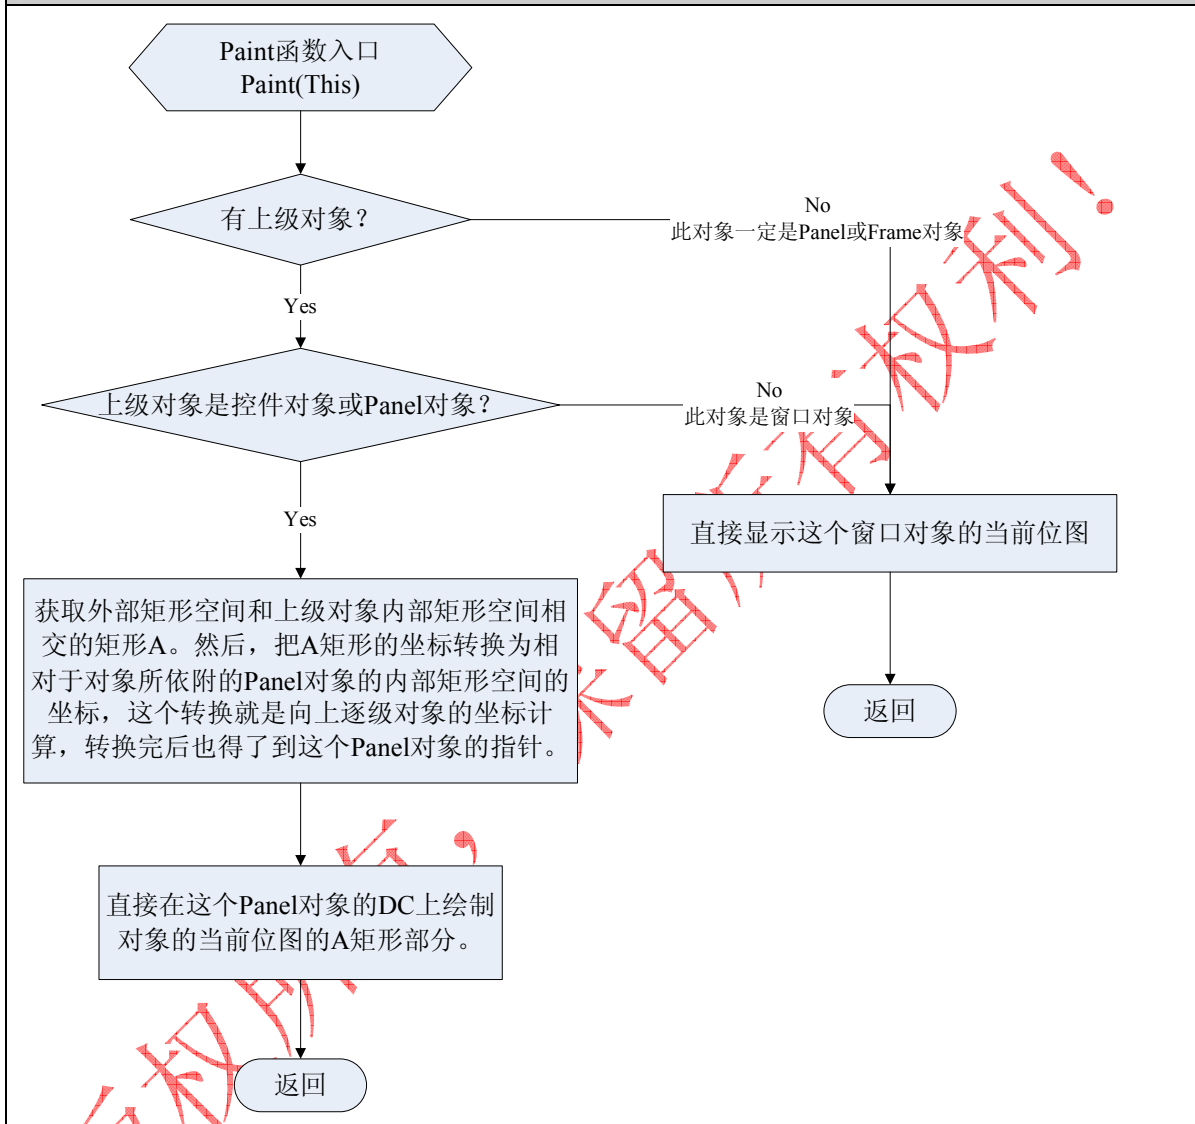 Paint函数入口
Paint(This)
有上级对象？
No
此对象一定是Panel或Frame对象
Yes
上级对象是控件对象或Panel对象？
No
此对象是窗口对象
Yes
直接显示这个窗口对象的当前位图
获取外部矩形空间和上级对象内部矩形空间相
交的矩形A。然后，把A矩形的坐标转换为相
对于对象所依附的Panel对象的内部矩形空间的
坐标，这个转换就是向上逐级对象的坐标计
算，转换完后也得了到这个Panel对象的指针。
返回
直接在这个Panel对象的DC上绘制
对象的当前位图的A矩形部分。
返回
版权所有，保留所有权利！